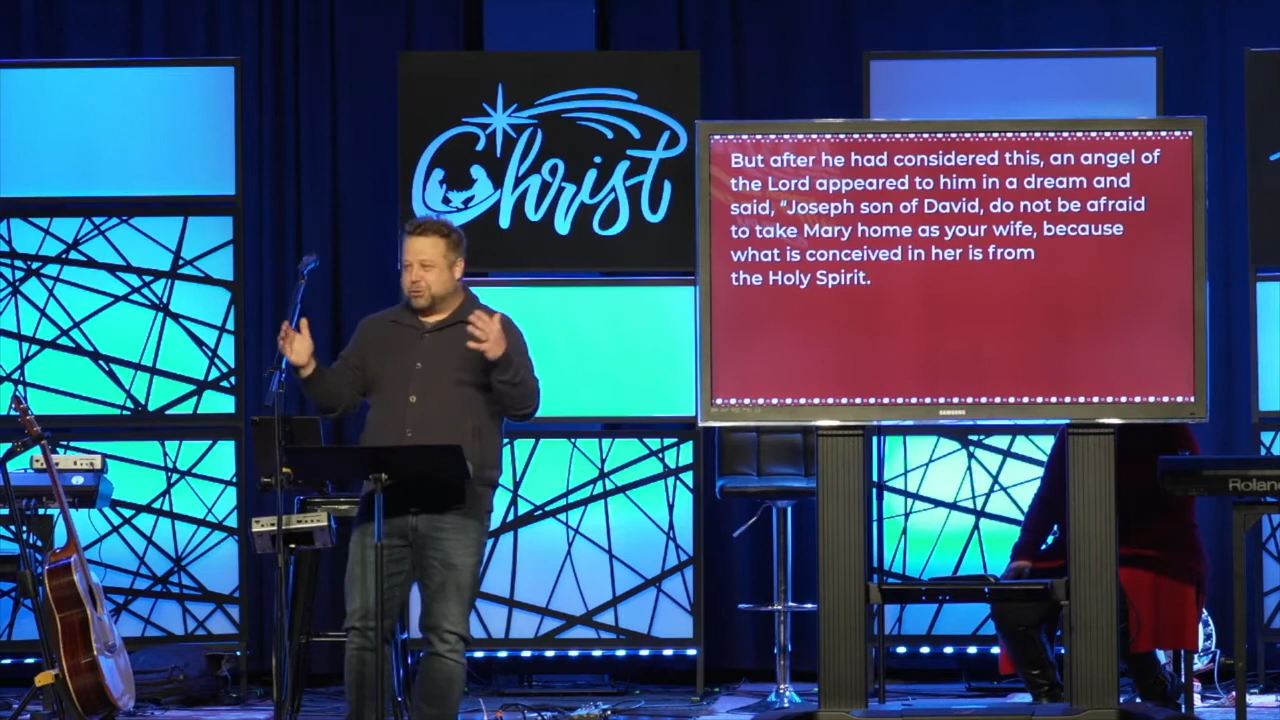 Christ
But after he had considered this, an angel of
the Lord appeared to him in a dream and
said, “Joseph son of David, do not be afraid
to take Mary home as your wife, because
what is conceived in her is from
the Holy Spirit.
SAMSUNG
Roland